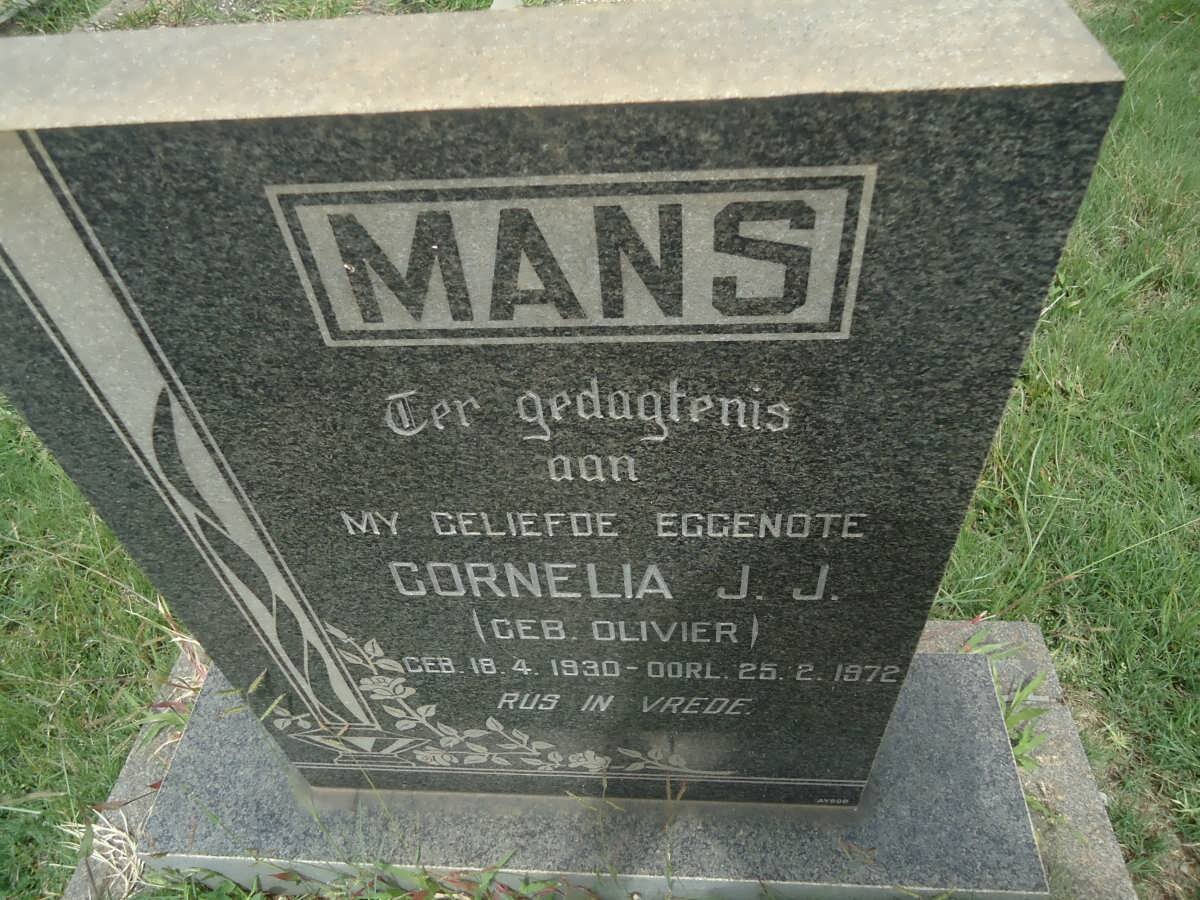 MANS
Ter gedagtenis
aan
MY GELIEFDE EGGENOTE
CORNELIA J. J.
(GEB. OLIVIER)
GEB. 18. 4. 1930 - OORL. 25. 2. 1972
RUS IN VREDE.